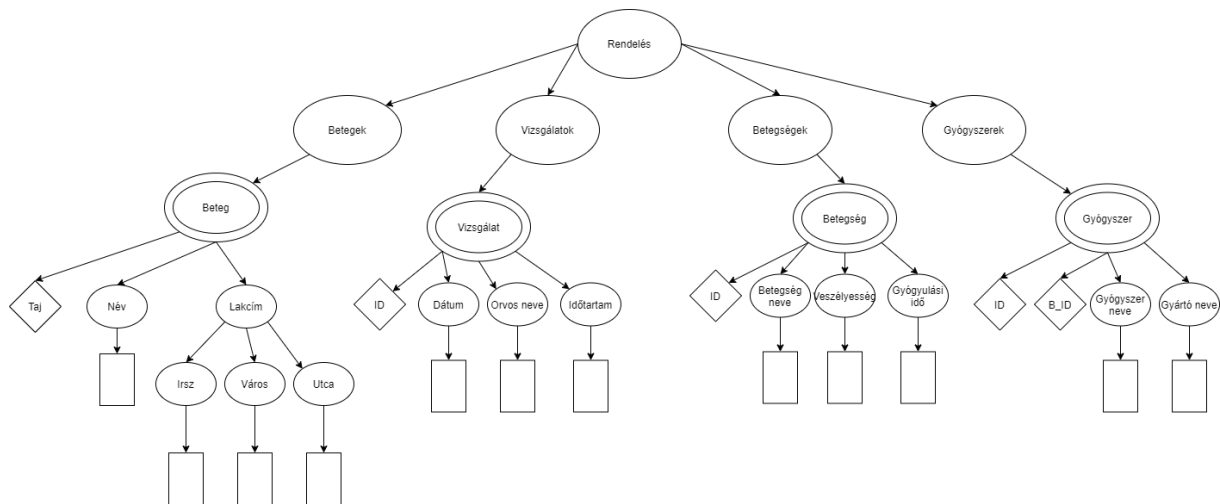 Rendelés
Betegek
Vizsgálatok
Betegségek
Gyógyszerek
Beteg
Vizsgálat
Betegség
Gyógyszer
Taj
Név
Lakcím
ID
Dátum
Orvos neve
Időtartam
ID
Betegség
neve
Veszélyesség
Gyógyulási
idő
ID
B_ID
Gyógyszer
neve
Gyártó neve
Irsz
Város
Utca